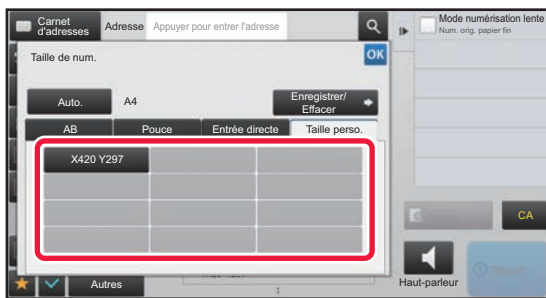 Carnet
d'adresses
Adresse
Appuyer pour entrer l'adresse
Mode numérisation lente
Num. orig. papier fin
Taille de num.
OK
Auto.
A4
Enregistrer/
Effacer
AB
Pouce
Entrée directe
Taille perso.
X420 Y297
CA
Autres
1
Haut-parleur
Départ